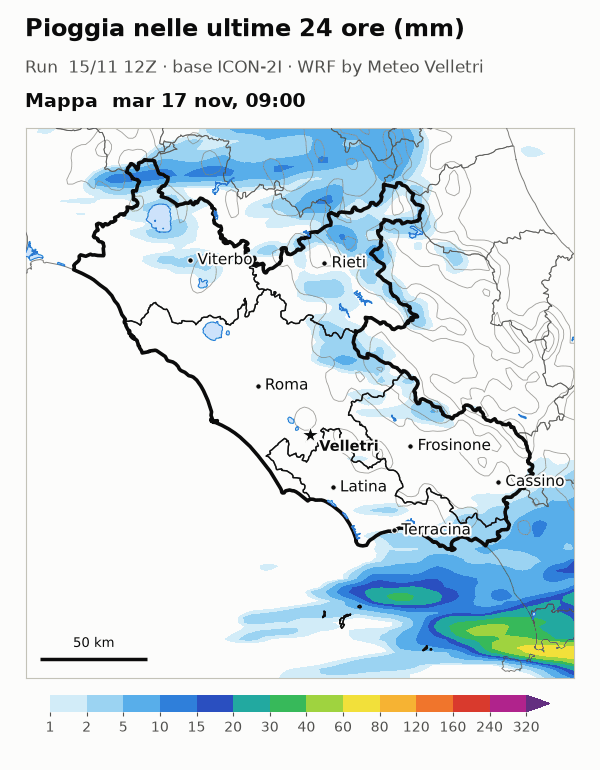 Pioggia nelle ultime 24 ore (mm)
Run  15/11 12Z · base ICON-2I · WRF by Meteo Velletri
Mappa  mar 17 nov, 09:00
Viterbo
Rieti
Roma
Velletri
Frosinone
Latina
Cassino
Terracina
50 km
1 2 5 10 15 20 30 40 60 80 120 160 240 320